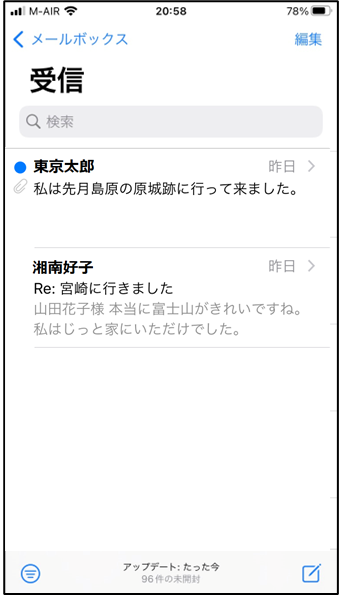 M-AIR 20:58 78%
メールボックス 編集
受信
検索
東京太郎 昨日
私は先月島原の原城跡に行って来ました。
湘南好子 昨日
Re: 宮崎に行きました
山田花子様 本当に富士山がきれいですね。
私はじっと家にいただけでした。
アップデート: たった今
96件の未開封